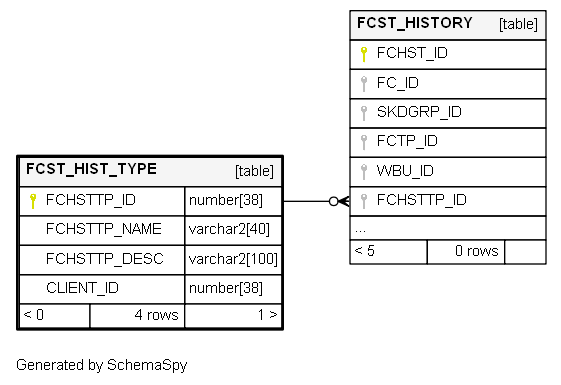 FCST_HISTORY [table]
FCHST_ID
FC_ID
SKDGRP_ID
FCTP_ID
WBU_ID
FCHSTTP_ID
...
< 5 0 rows
FCST_HIST_TYPE [table]
FCHSTTP_ID number[38]
FCHSTTP_NAME varchar2[40]
FCHSTTP_DESC varchar2[100]
CLIENT_ID number[38]
< 0 4 rows 1 >
Generated by SchemaSpy